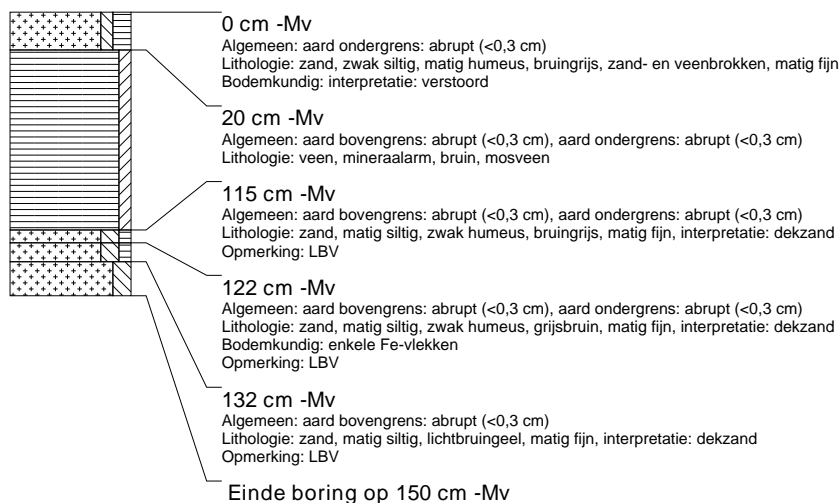 0 cm -Mv
Algemeen: aard ondergrens: abrupt (<0,3 cm)
Lithologie: zand, zwak siltig, matig humeus, bruingrijs, zand- en veenbrokken, matig fijn
Bodemkundig: interpretatie: verstoord
20 cm -Mv
Algemeen: aard bovengrens: abrupt (<0,3 cm), aard ondergrens: abrupt (<0,3 cm)
Lithologie: veen, mineraalarm, bruin, mosveen
115 cm -Mv
Algemeen: aard bovengrens: abrupt (<0,3 cm), aard ondergrens: abrupt (<0,3 cm)
Lithologie: zand, matig siltig, zwak humeus, bruingrijs, matig fijn, interpretatie: dekzand
Opmerking: LBV
122 cm -Mv
Algemeen: aard bovengrens: abrupt (<0,3 cm), aard ondergrens: abrupt (<0,3 cm)
Lithologie: zand, matig siltig, zwak humeus, grijsbruin, matig fijn, interpretatie: dekzand
Bodemkundig: enkele Fe-vlekken
Opmerking: LBV
132 cm -Mv
Algemeen: aard bovengrens: abrupt (<0,3 cm)
Lithologie: zand, matig siltig, lichtbruingeel, matig fijn, interpretatie: dekzand
Opmerking: LBV
Einde boring op 150 cm -Mv